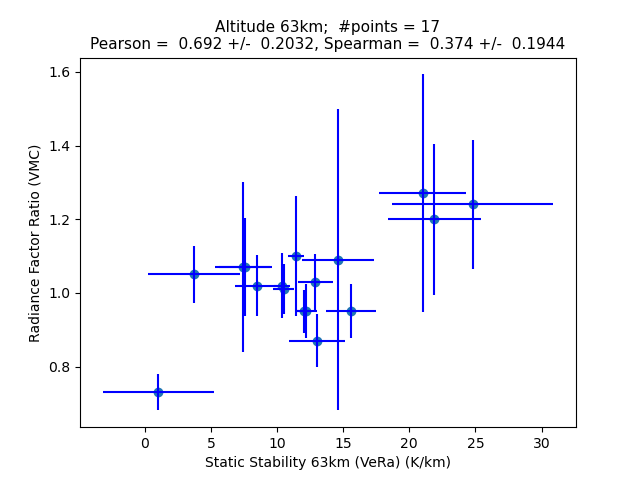 Altitude 63km;  #points = 17
Pearson =  0.692 +/-  0.2032, Spearman =  0.374 +/-  0.1944
1.6
1.4
1.2
1.0
0.8
Radiance Factor Ratio (VMC)
0 5 10 15 20 25 30
Static Stability 63km (VeRa) (K/km)